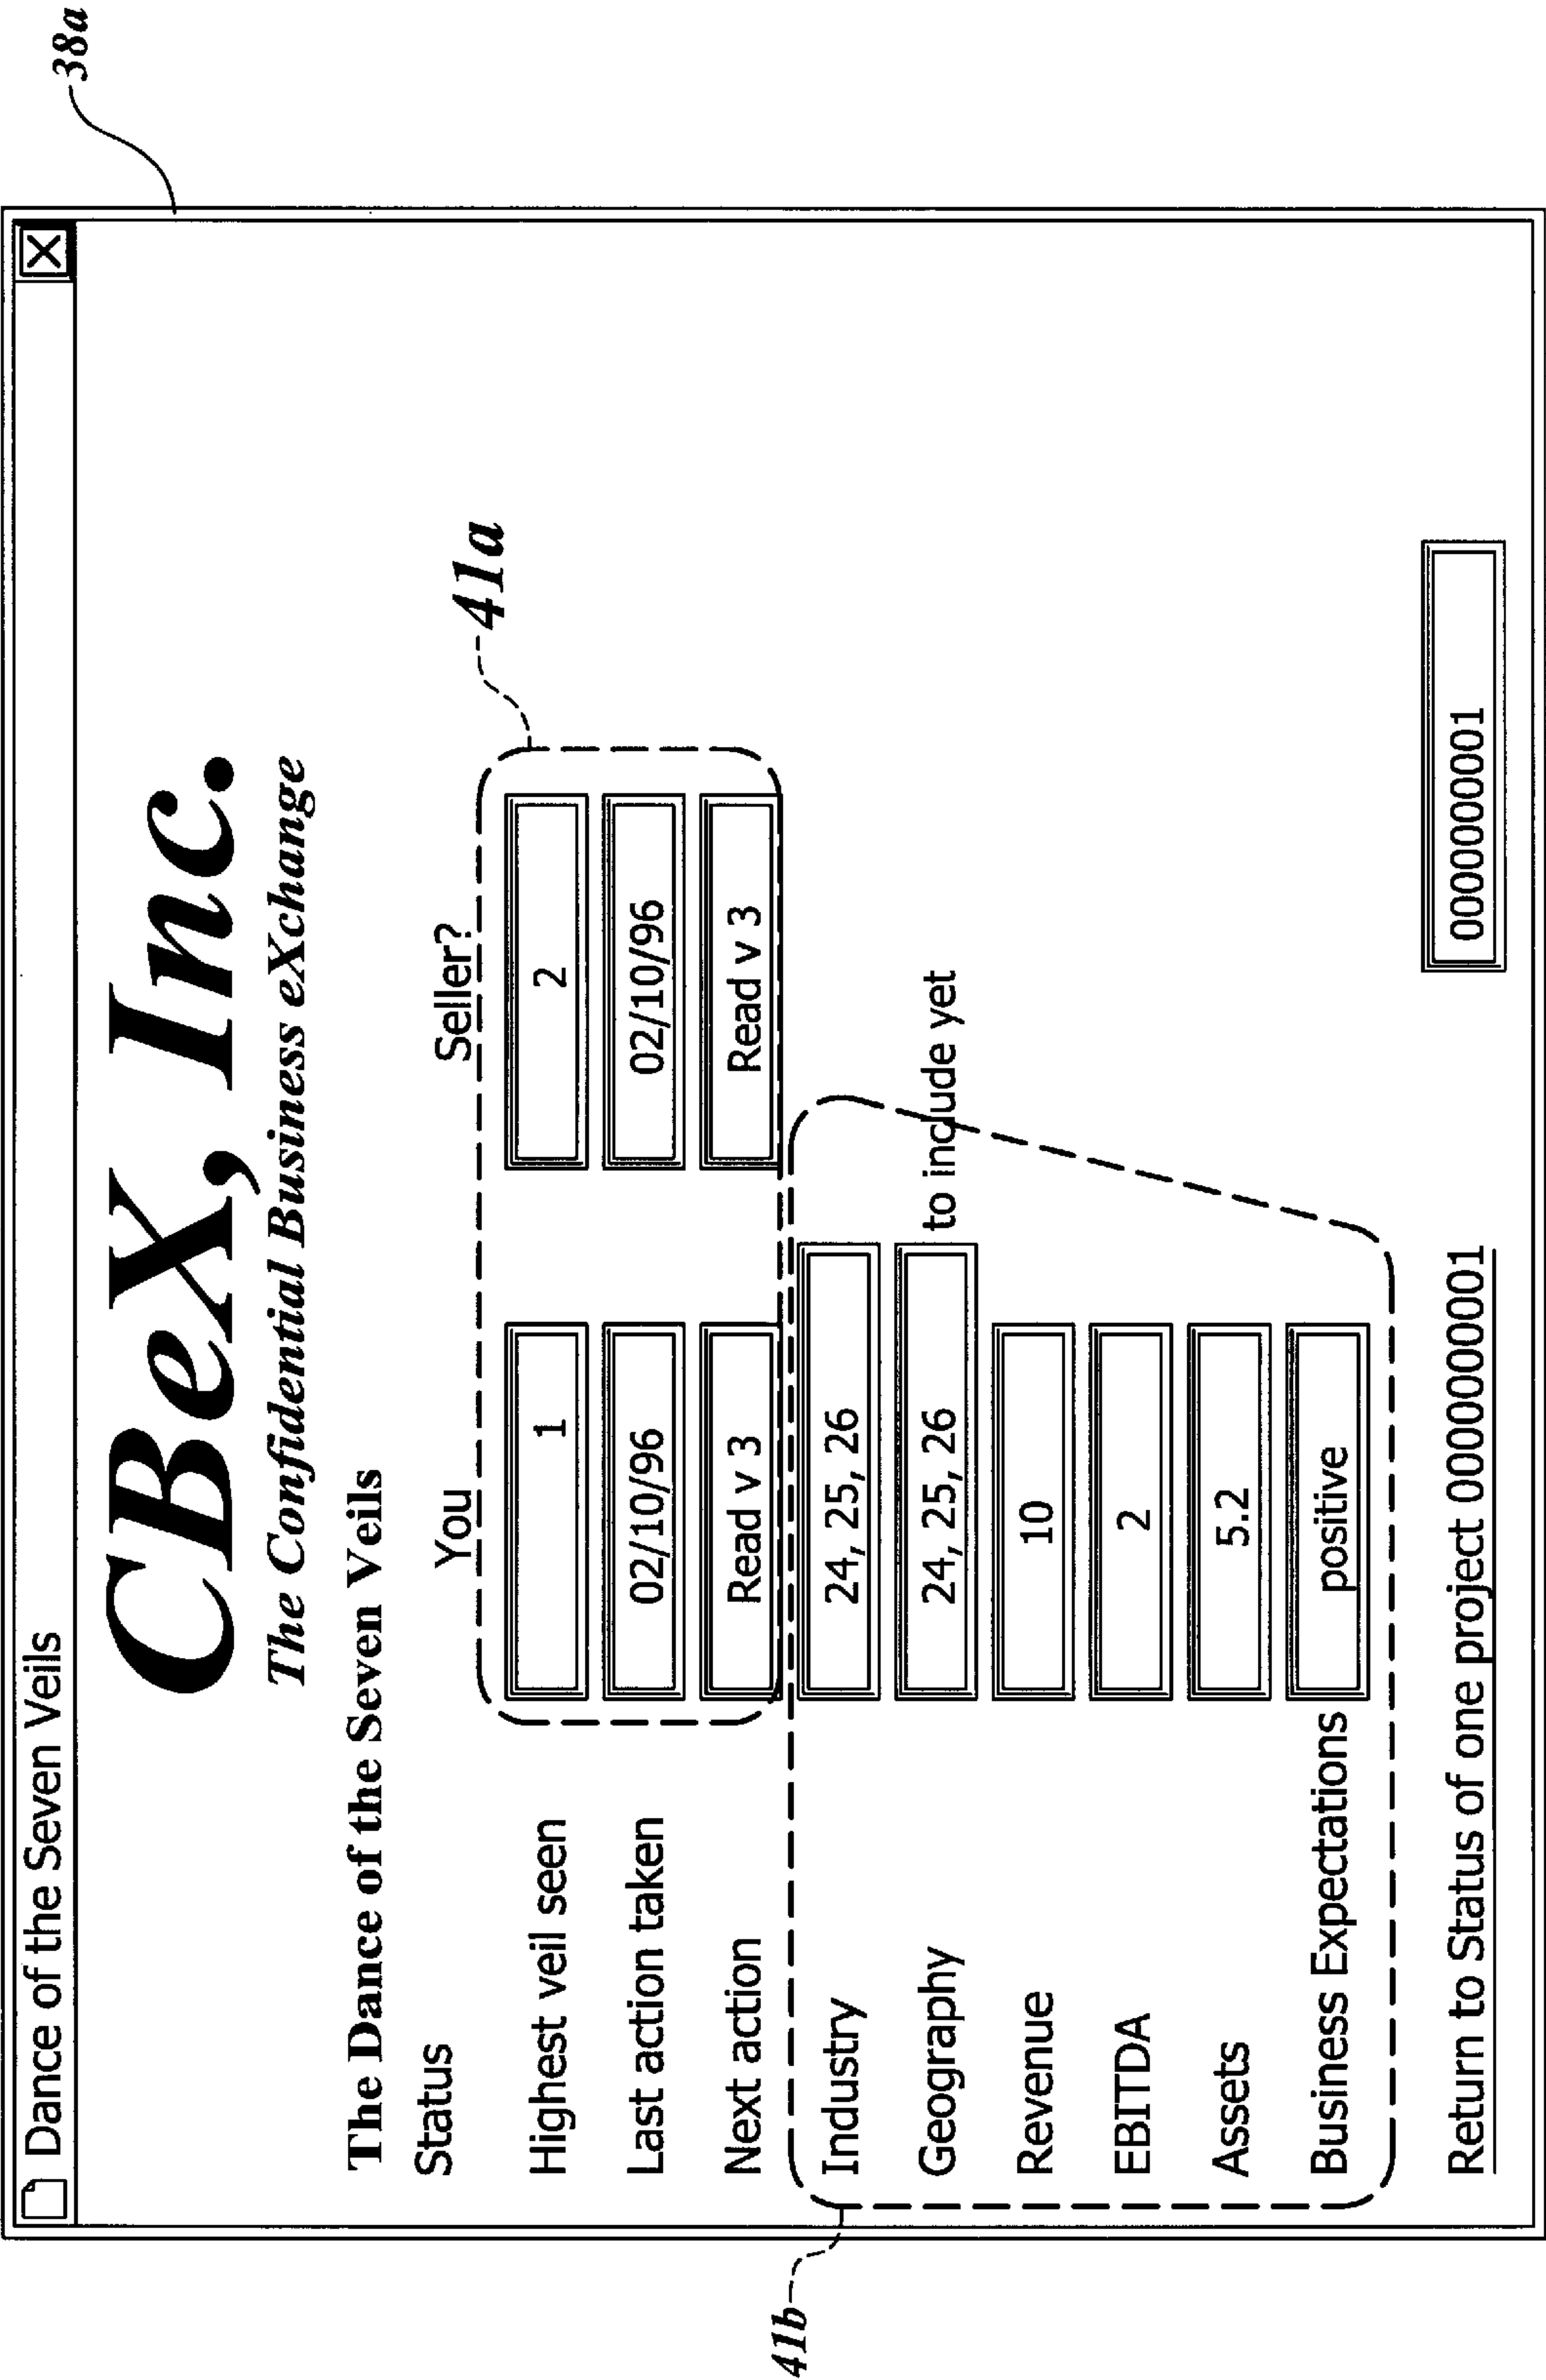 38a
Dance of the Seven Veils
CBeX, Inc.
The Confidential Business eXchange
The Dance of the Seven Veils
Status You Seller?
41a
Highest veil seen 1 2
Last action taken 02/10/96 02/10/96
Next action Read v 3 Read v 3
41b
Industry 24, 25, 26
Geography 24, 25, 26 to include yet
Revenue 10
EBITDA 2
Assets 5.2
Business Expectations positive
Return to Status of one project 0000000001 0000000001